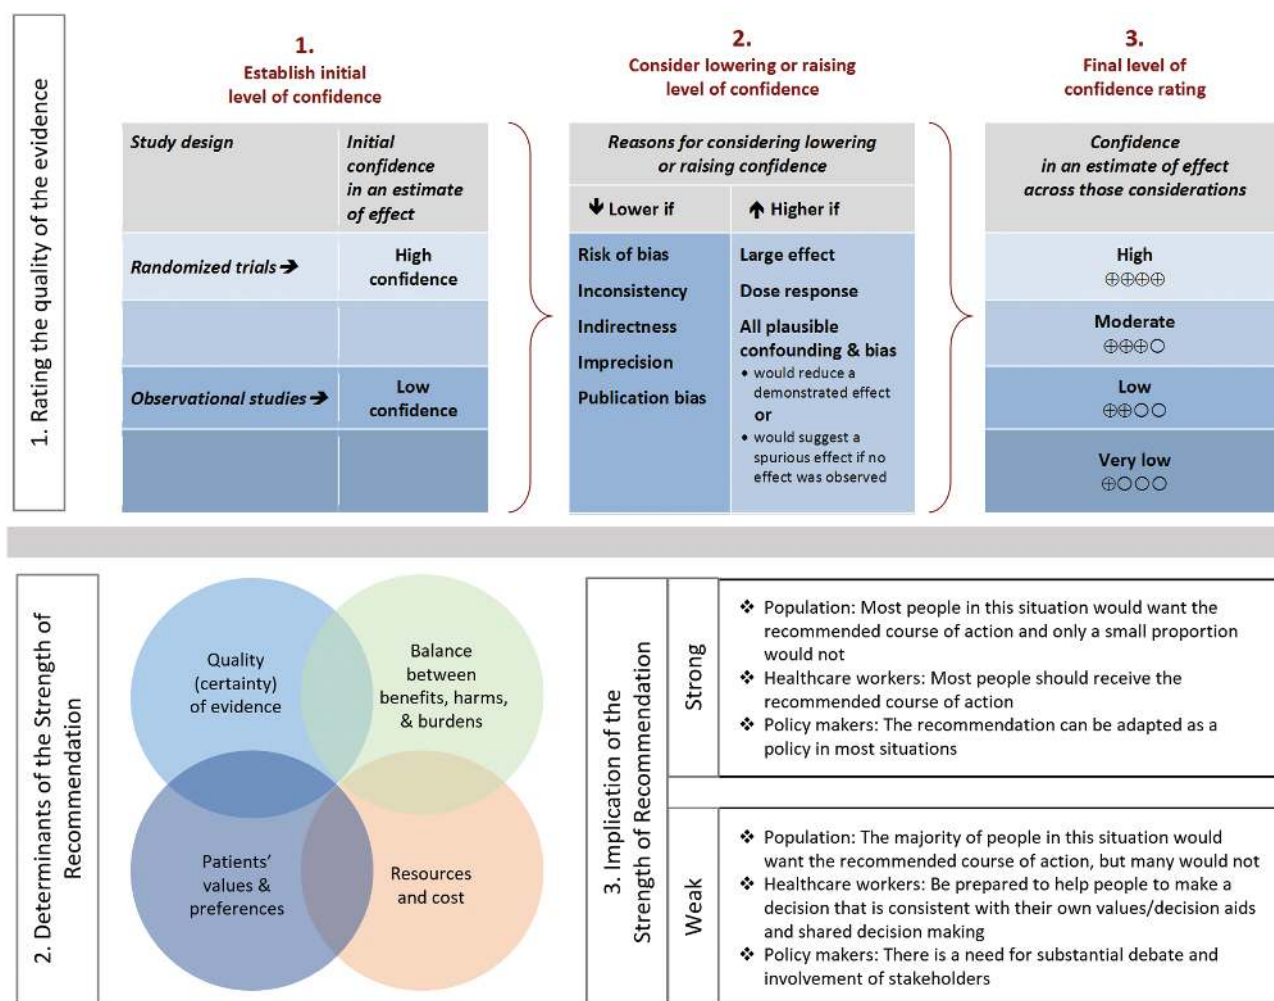 1. Rating the quality of the evidence
1.
Establish initial
level of confidence
Study design
Initial
confidence
in an estimate
of effect
Randomized trials ➔
High
confidence
Observational studies ➔
Low
confidence
2.
Consider lowering or raising
level of confidence
Reasons for considering lowering
or raising confidence
🡻 Lower if
Risk of bias
Inconsistency
Indirectness
Imprecision
Publication bias
🡹 Higher if
Large effect
Dose response
All plausible
confounding & bias
• would reduce a
demonstrated effect
or
• would suggest a
spurious effect if no
effect was observed
3.
Final level of
confidence rating
Confidence
in an estimate of effect
across those considerations
High
⊕⊕⊕⊕
Moderate
⊕⊕⊕○
Low
⊕⊕○○
Very low
⊕○○○
2. Determinants of the Strength of
Recommendation
Quality
(certainty)
of evidence
Balance
between
benefits, harms,
& burdens
Patients’
values &
preferences
Resources
and cost
3. Implication of the
Strength of Recommendation
Strong
❖ Population: Most people in this situation would want the
recommended course of action and only a small proportion
would not
❖ Healthcare workers: Most people should receive the
recommended course of action
❖ Policy makers: The recommendation can be adapted as a
policy in most situations
Weak
❖ Population: The majority of people in this situation would
want the recommended course of action, but many would not
❖ Healthcare workers: Be prepared to help people to make a
decision that is consistent with their own values/decision aids
and shared decision making
❖ Policy makers: There is a need for substantial debate and
involvement of stakeholders